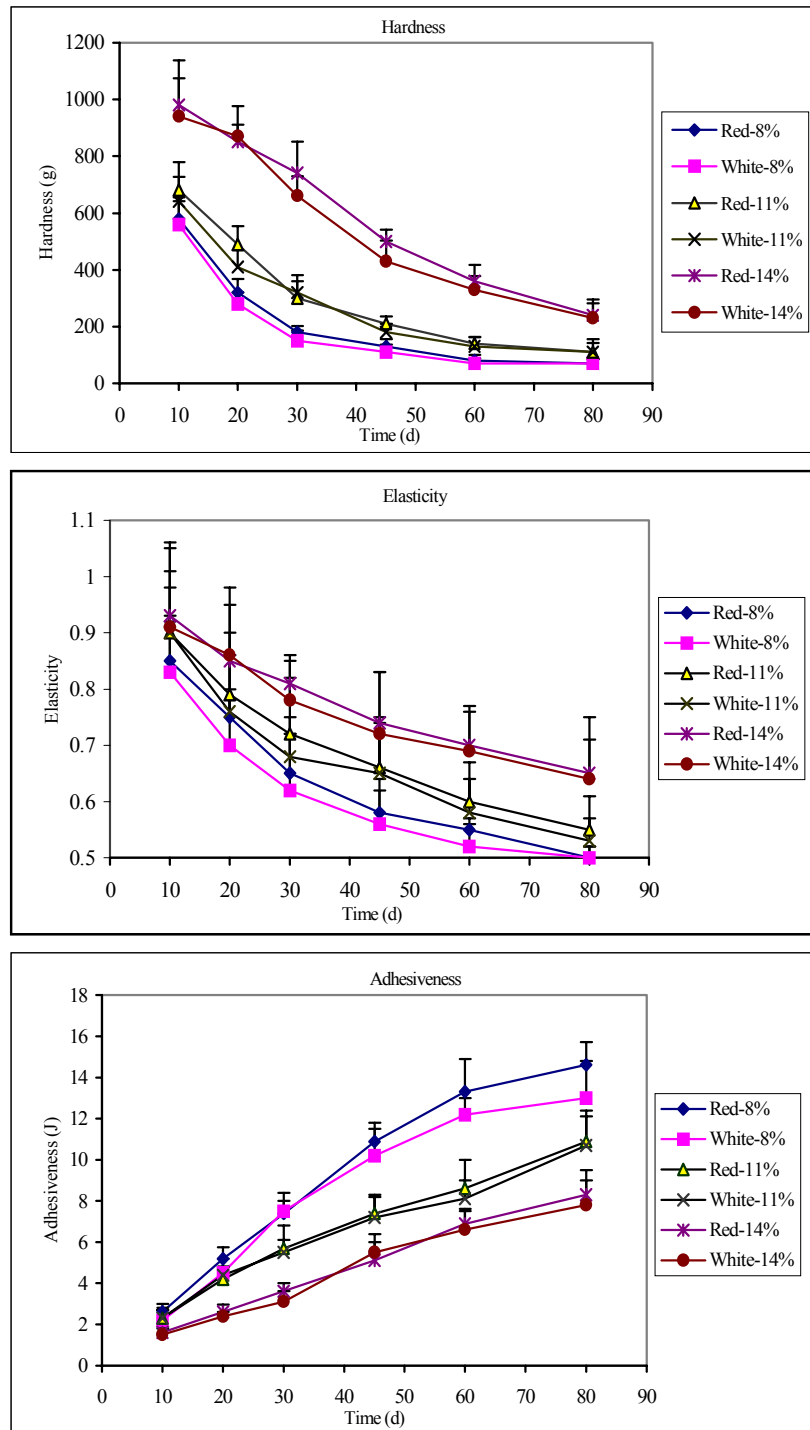 Hardness
1200
1000
800
600
400
200
0
Hardness (g)
0 10 20 30 40 50 60 70 80 90
Time (d)
Red-8%
White-8%
Red-11%
White-11%
Red-14%
White-14%
Elasticity
1.1
1
0.9
0.8
0.7
0.6
0.5
Elasticity
0 10 20 30 40 50 60 70 80 90
Time (d)
Red-8%
White-8%
Red-11%
White-11%
Red-14%
White-14%
Adhesiveness
18
16
14
12
10
8
6
4
2
0
Adhesiveness (J)
0 10 20 30 40 50 60 70 80 90
Time (d)
Red-8%
White-8%
Red-11%
White-11%
Red-14%
White-14%